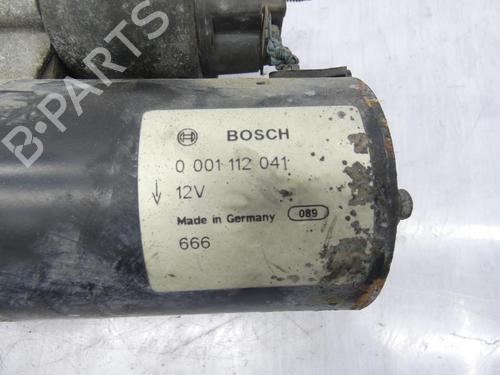 BOSCH
0 001 112 041
12V
Made in Germany 089
666
B-PARTS